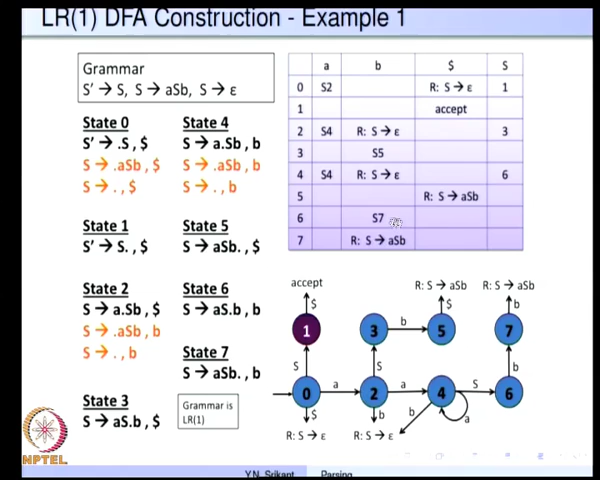 LR(1) DFA Construction - Example 1
Grammar
S' → S, S → aSb, S → ε
State 0
S' → .S, $
S → .aSb, $
S → ., $
State 1
S' → S. , $
State 2
S → a.Sb , $
S → .aSb, b
S → . , b
State 3
S → aS.b , $
State 4
S → a.Sb , b
S → .aSb, b
S → . , b
State 5
S → aSb. , $
State 6
S → aS.b , b
State 7
S → aSb. , b
Grammar is
LR(1)
a b $ S
0 S2 R: S → ε 1
1 accept
2 S4 R: S → ε 3
3 S5
4 S4 R: S → ε 6
5 R: S → aSb
6 S7
7 R: S → aSb
accept R: S → aSb R: S → aSb
$ $ b
1 3 b 5 7
S S b
0 a 2 a 4 S 6
$ b b a
R: S → ε R: S → ε
NPTEL
Y.N. Srikant Parsing